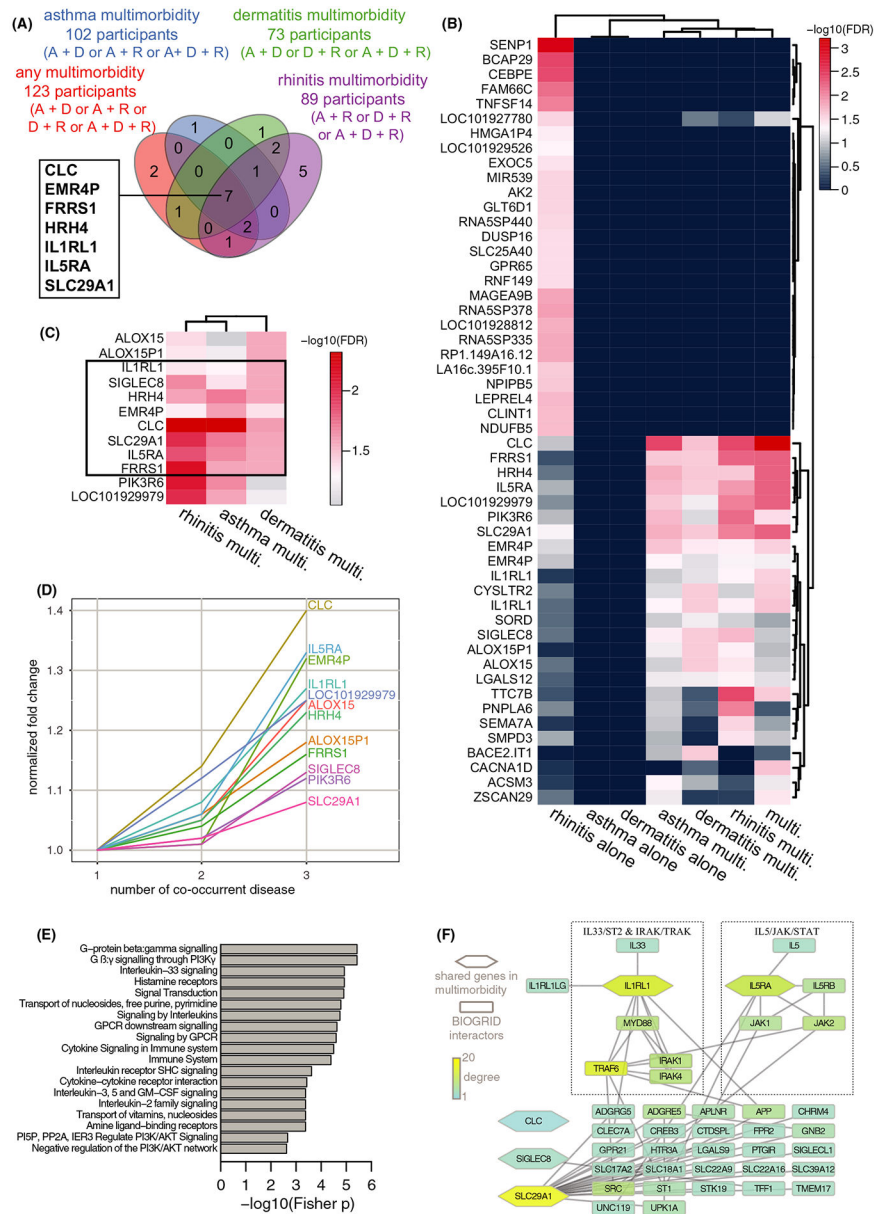 (A)
asthma multimorbidity
102 participants
(A + D or A + R or A+ D + R)
dermatitis multimorbidity
73 participants
(A + D or D + R or A + D + R)
any multimorbidity
123 participants
(A + D or A + R or
D + R or A + D + R)
rhinitis multimorbidity
89 participants
(A + R or D + R
or A + D + R)
1
1
2
0
0
2
5
0
1
7
1
0
0
2
1
CLC
EMR4P
FRRS1
HRH4
IL1RL1
IL5RA
SLC29A1
(B)
−log10(FDR)
3
2.5
2
1.5
1
0.5
0
SENP1
BCAP29
CEBPE
FAM66C
TNFSF14
LOC101927780
HMGA1P4
LOC101929526
EXOC5
MIR539
AK2
GLT6D1
RNA5SP440
DUSP16
SLC25A40
GPR65
RNF149
MAGEA9B
RNA5SP378
LOC101928812
RNA5SP335
RP1.149A16.12
LA16c.395F10.1
NPIPB5
LEPREL4
CLINT1
NDUFB5
CLC
FRRS1
HRH4
IL5RA
LOC101929979
PIK3R6
SLC29A1
EMR4P
EMR4P
IL1RL1
CYSLTR2
IL1RL1
SORD
SIGLEC8
ALOX15P1
ALOX15
LGALS12
TTC7B
PNPLA6
SEMA7A
SMPD3
BACE2.IT1
CACNA1D
ACSM3
ZSCAN29
rhinitis alone
asthma alone
dermatitis alone
asthma multi.
dermatitis multi.
rhinitis multi.
multi.
(C)
−log10(FDR)
2
1.5
ALOX15
ALOX15P1
IL1RL1
SIGLEC8
HRH4
EMR4P
CLC
SLC29A1
IL5RA
FRRS1
PIK3R6
LOC101929979
rhinitis multi.
asthma multi.
dermatitis multi.
(D)
normalized fold change
1.4
1.3
1.2
1.1
1.0
CLC
IL5RA
EMR4P
IL1RL1
LOC101929979
ALOX15
HRH4
ALOX15P1
FRRS1
SIGLEC8
PIK3R6
SLC29A1
1
2
3
number of co-occurrent disease
(E)
G−protein beta:gamma signalling
G ß:γ signalling through PI3Kγ
Interleukin−33 signaling
Histamine receptors
Signal Transduction
Transport of nucleosides, free purine, pyrimidine
Signaling by Interleukins
GPCR downstream signalling
Signaling by GPCR
Cytokine Signaling in Immune system
Immune System
Interleukin receptor SHC signaling
Cytokine−cytokine receptor interaction
Interleukin−3, 5 and GM−CSF signaling
Interleukin−2 family signaling
Transport of vitamins, nucleosides
Amine ligand−binding receptors
PI5P, PP2A, IER3 Regulate PI3K/AKT Signaling
Negative regulation of the PI3K/AKT network
0 1 2 3 4 5 6
−log10(Fisher p)
(F)
IL33/ST2 & IRAK/TRAK
IL5/JAK/STAT
shared genes in
multimorbidity
BIOGRID
interactors
20
degree
1
IL33
IL5
IL1RL1LG
IL1RL1
IL5RA
IL5RB
MYD88
JAK1
JAK2
TRAF6
IRAK1
IRAK4
CLC
SIGLEC8
SLC29A1
ADGRG5
ADGRE5
APLNR
APP
CHRM4
CLEC7A
CREB3
CTDSPL
FPR2
GNB2
GPR21
HTR3A
LGALS9
PTGIR
SIGLECL1
SLC17A2
SLC18A1
SLC22A9
SLC22A16
SLC39A12
SRC
ST1
STK19
TFF1
TMEM17
UNC119
UPK1A